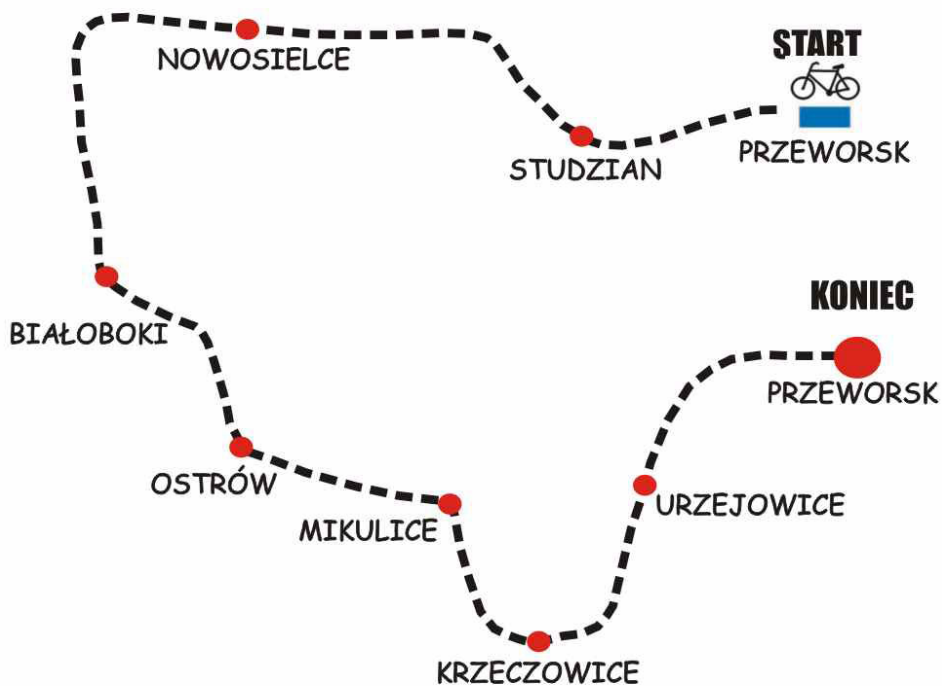 START
PRZEWORSK
STUDZIAN
NOWOSIELCE
BIAŁOBOKI
OSTRÓW
MIKULICE
KRZECZOWICE
URZEJOWICE
KONIEC
PRZEWORSK